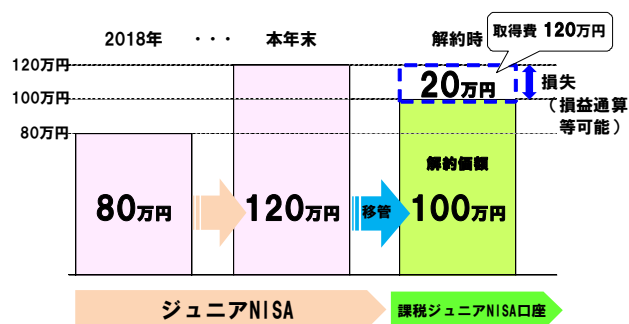 2018年 ・・・ 本年末 解約時
取得費 120万円
120万円
100万円
80万円
20万円
損失
(損益通算
等可能)
解約価額
80万円
120万円
移管
100万円
ジュニアNISA
課税ジュニアNISA口座